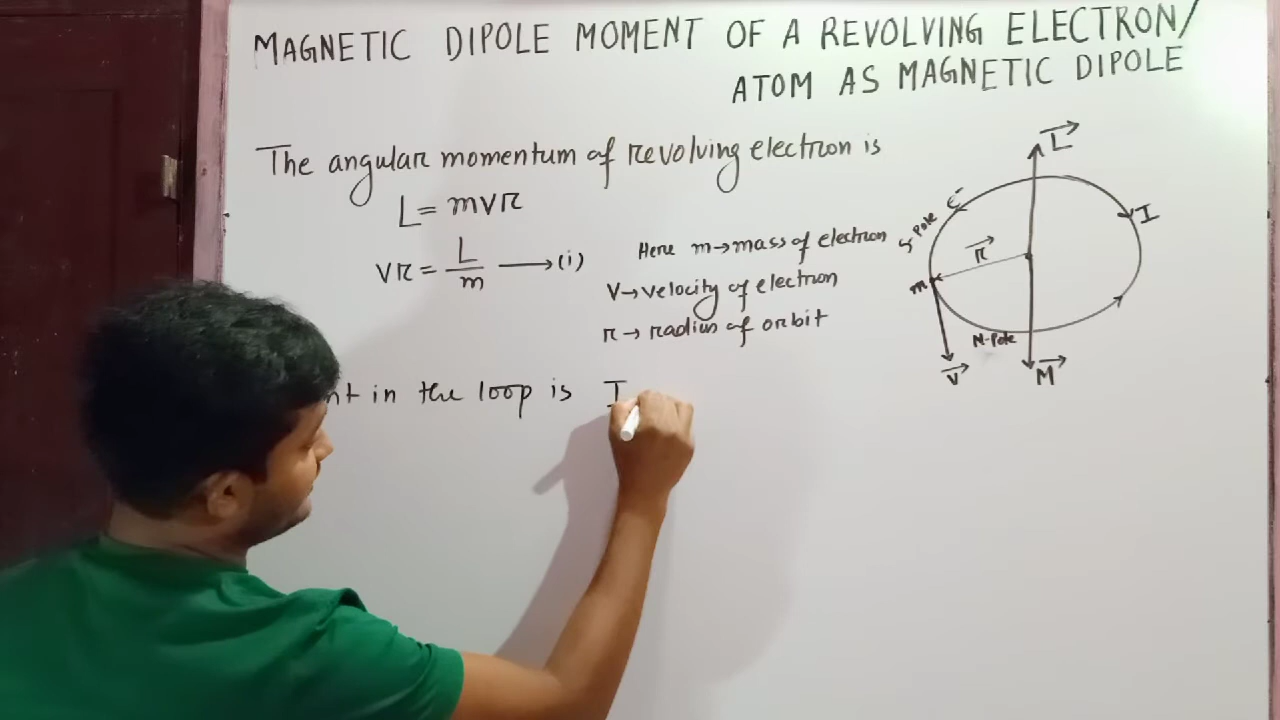 MAGNETIC DIPOLE MOMENT OF A REVOLVING ELECTRON/
ATOM AS MAGNETIC DIPOLE
The angular momentum of revolving electron is
L = mvr
vr = L/m ⟶(i)
Here m→mass of electron
V→velocity of electron
r→ radius of orbit
nt in the loop is I
L⃗
e⁻
I
S-Pole
r⃗
m
N-Pole
v⃗
M⃗